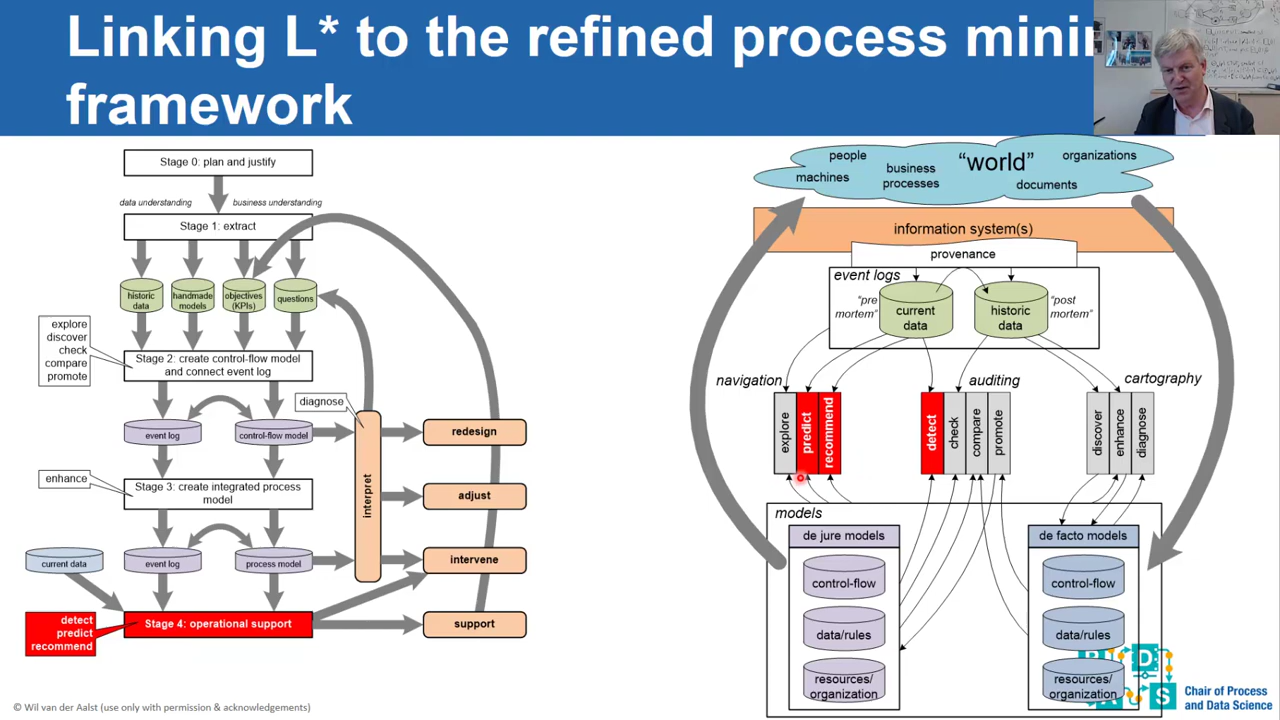 Linking L* to the refined process minin
framework
Stage 0: plan and justify
data understanding
business understanding
Stage 1: extract
historic
data
handmade
models
objectives
(KPIs)
questions
explore
discover
check
compare
promote
Stage 2: create control-flow model
and connect event log
diagnose
event log
control-flow model
redesign
enhance
Stage 3: create integrated process
model
interpret
adjust
current data
event log
process model
intervene
detect
predict
recommend
Stage 4: operational support
support
© Wil van der Aalst (use only with permission & acknowledgements)
people
machines
business
processes
“world”
organizations
documents
information system(s)
provenance
event logs
“pre
mortem”
current
data
historic
data
“post
mortem”
navigation
auditing
cartography
explore
predict
recommend
detect
check
compare
promote
discover
enhance
diagnose
models
de jure models
control-flow
data/rules
resources/
organization
de facto models
control-flow
data/rules
resources/
organization
P
A
D
S
Chair of Process
and Data Science